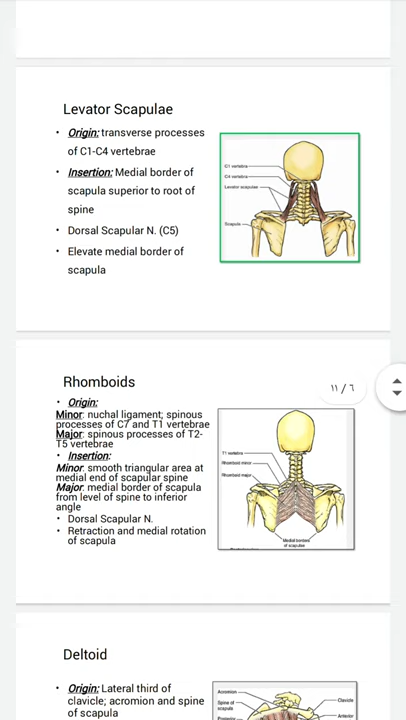 Levator Scapulae
• Origin: transverse processes
of C1-C4 vertebrae
• Insertion: Medial border of
scapula superior to root of
spine
• Dorsal Scapular N. (C5)
• Elevate medial border of
scapula
C1 vertebra
C4 vertebra
Levator scapulae
Scapula
Rhomboids
• Origin:
Minor: nuchal ligament; spinous
processes of C7 and T1 vertebrae
Major: spinous processes of T2-
T5 vertebrae
• Insertion:
Minor: smooth triangular area at
medial end of scapular spine
Major: medial border of scapula
from level of spine to inferior
angle
• Dorsal Scapular N.
• Retraction and medial rotation
of scapula
١١ / ٦
T1 vertebra
Rhomboid minor
Rhomboid major
Medial borders
of scapulae
Deltoid
• Origin: Lateral third of
clavicle; acromion and spine
of scapula
Acromion
Spine of
scapula
Posterior
Clavicle
Anterior